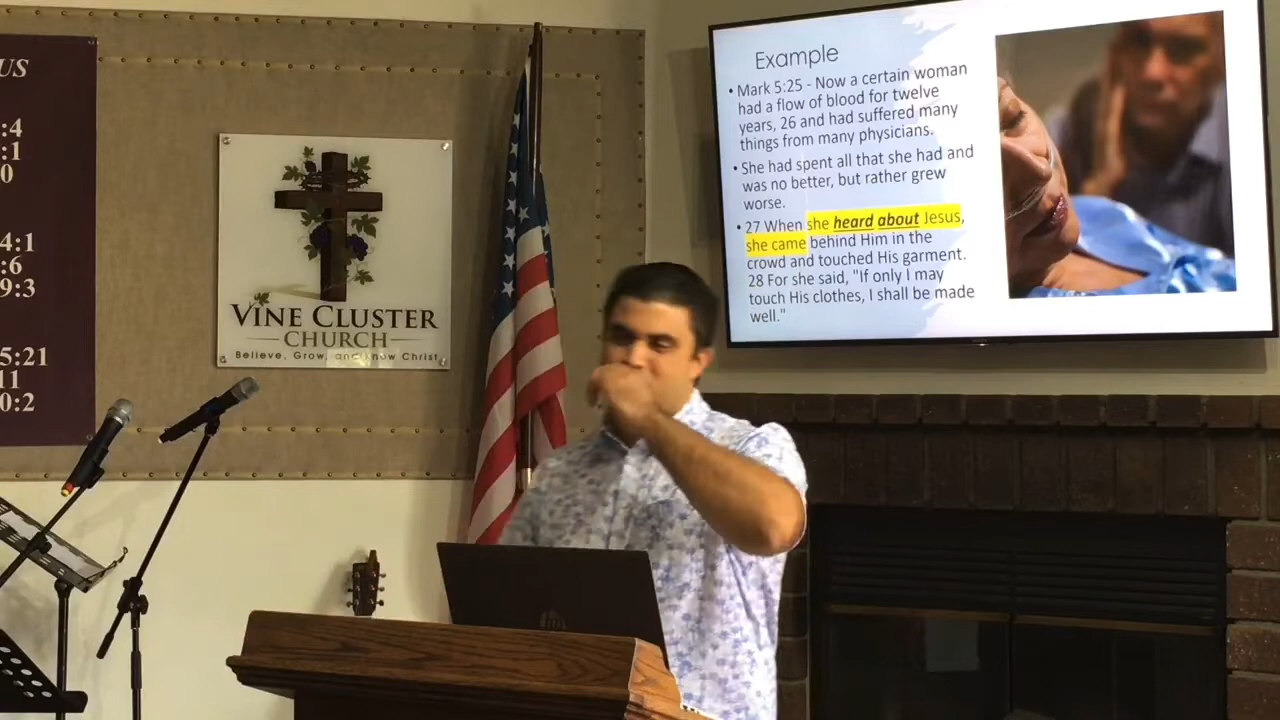 US
:4
:1
0
4:1
:6
9:3
5:21
11
0:2
VINE CLUSTER
CHURCH
Believe, Grow, and Know Christ
Example
• Mark 5:25 - Now a certain woman
had a flow of blood for twelve
years, 26 and had suffered many
things from many physicians.
• She had spent all that she had and
was no better, but rather grew
worse.
• 27 When she heard about Jesus,
she came behind Him in the
crowd and touched His garment.
28 For she said, "If only I may
touch His clothes, I shall be made
well."